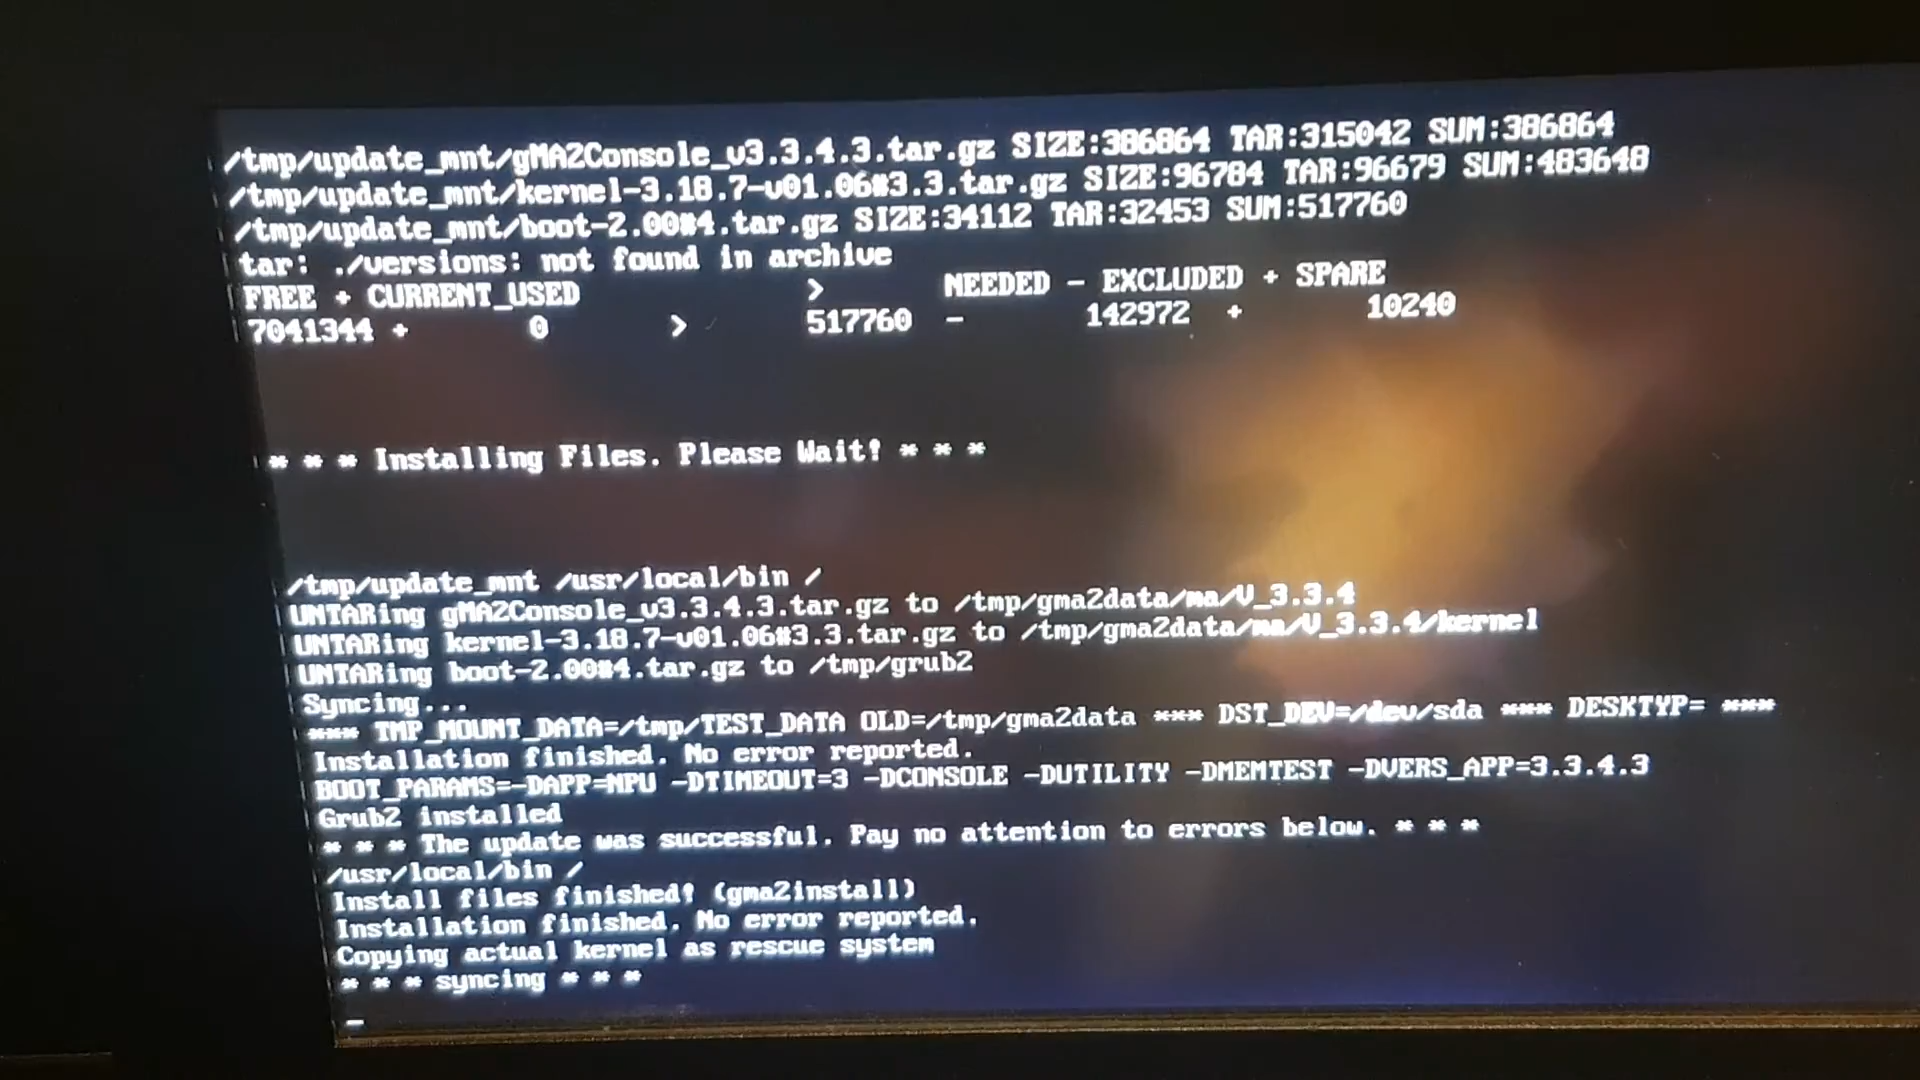 /tmp/update_mnt/gMA2Console_v3.3.4.3.tar.gz SIZE:386864 TAR:315042 SUM:386864
/tmp/update_mnt/kernel-3.18.7-v01.06#3.3.tar.gz SIZE:96784 TAR:96679 SUM:483648
/tmp/update_mnt/boot-2.00#4.tar.gz SIZE:34112 TAR:32453 SUM:517760
tar: ./versions: not found in archive
FREE + CURRENT_USED > NEEDED - EXCLUDED + SPARE
7041344 + 0 > 517760 - 142972 + 10240
* * * Installing Files. Please Wait! * * *
/tmp/update_mnt /usr/local/bin /
UNTARing gMA2Console_v3.3.4.3.tar.gz to /tmp/gma2data/ma/V_3.3.4
UNTARing kernel-3.18.7-v01.06#3.3.tar.gz to /tmp/gma2data/ma/V_3.3.4/kernel
UNTARing boot-2.00#4.tar.gz to /tmp/grub2
Syncing...
*** TMP_MOUNT_DATA=/tmp/TEST_DATA OLD=/tmp/gma2data *** DST_DEV=/dev/sda *** DESKTYP= ***
Installation finished. No error reported.
BOOT_PARAMS=-DAPP=NPU -DTIMEOUT=3 -DCONSOLE -DUTILITY -DMEMTEST -DVERS_APP=3.3.4.3
Grub2 installed
* * * The update was successful. Pay no attention to errors below. * * *
/usr/local/bin /
Install files finished! (gma2install)
Installation finished. No error reported.
Copying actual kernel as rescue system
* * * syncing * * *
_